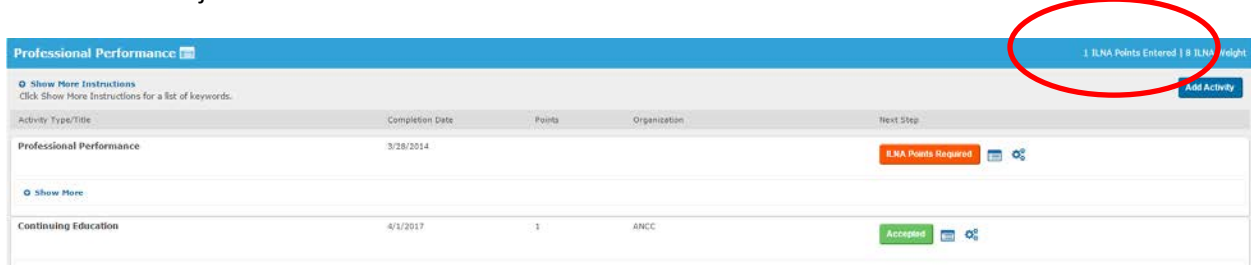 Professional Performance
1 ILNA Points Entered | 8 ILNA Weight
Show More Instructions
Click Show More Instructions for a list of keywords.
Add Activity
Activity Type/Title Completion Date Points Organization Next Step
Professional Performance 3/28/2014 ILNA Points Required
Show More
Continuing Education 4/1/2017 1 ANCC Accepted